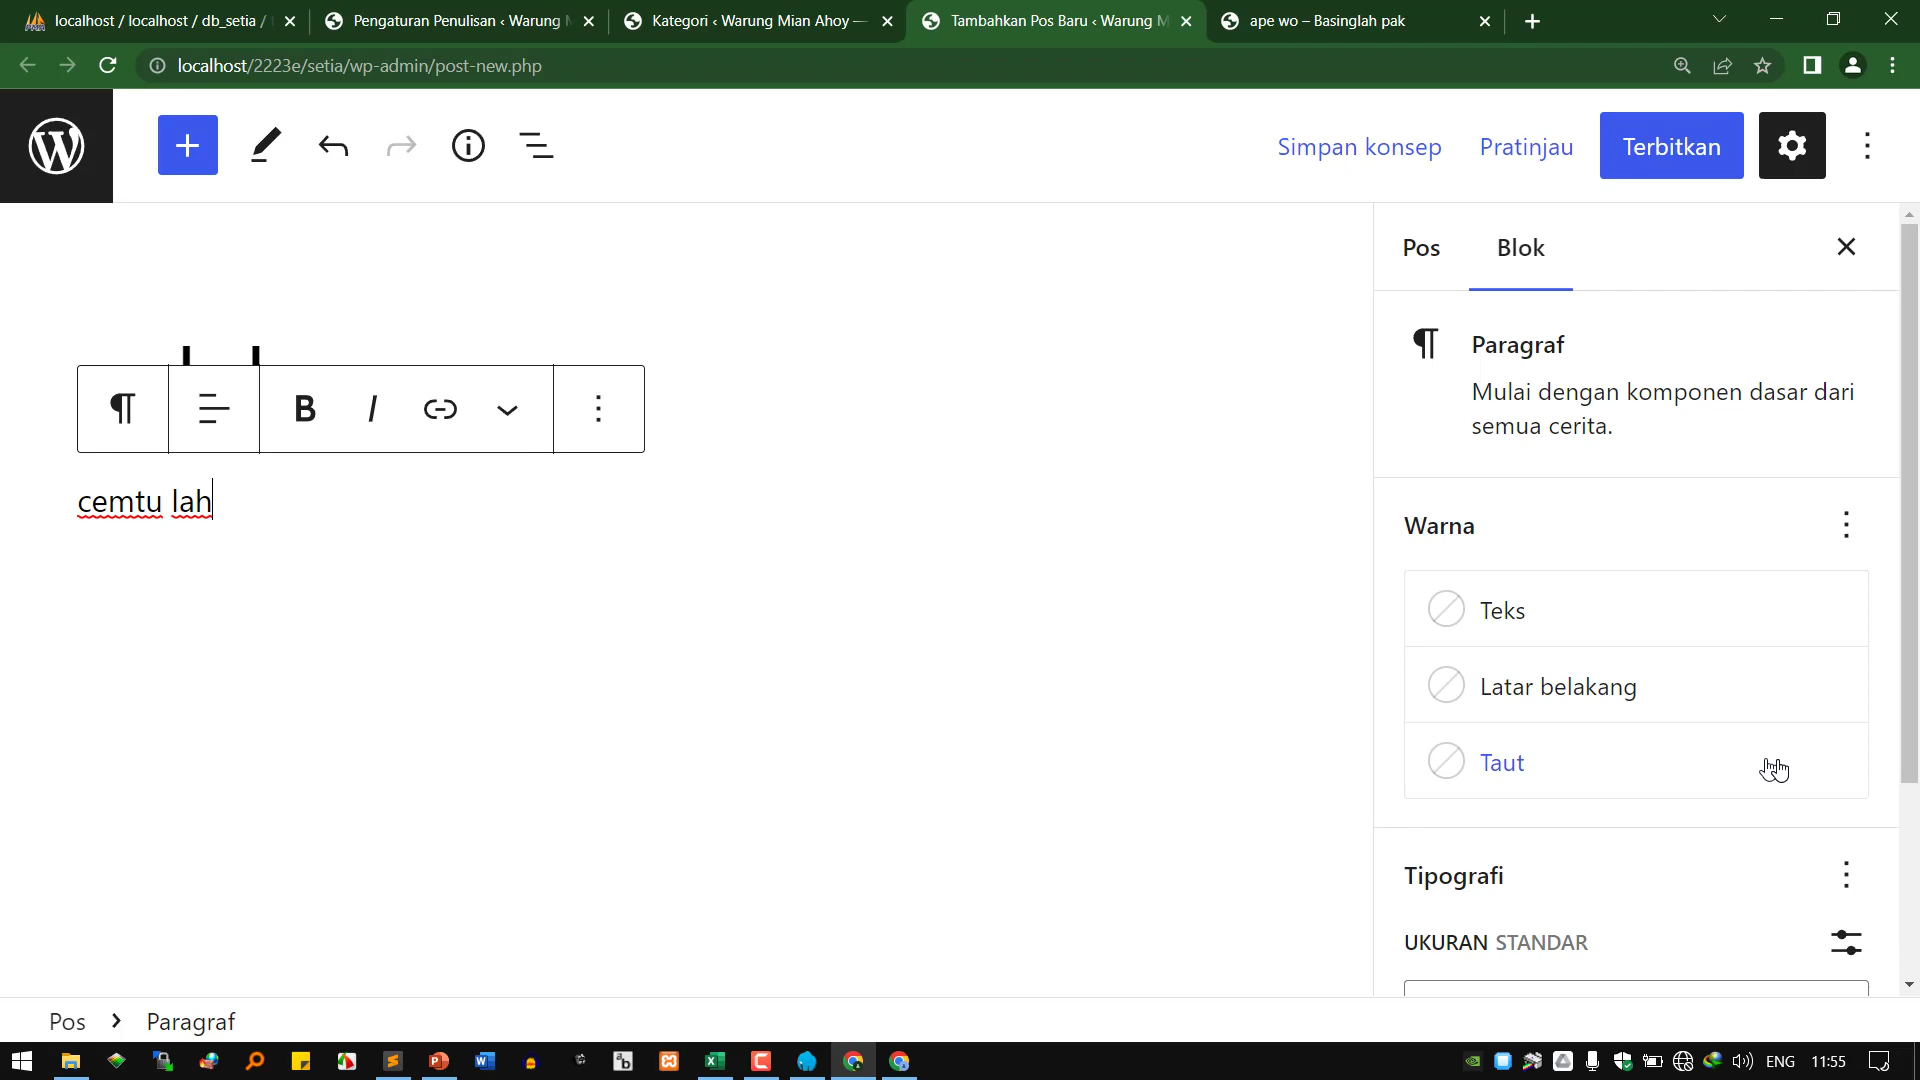 localhost / localhost / db_setia /
Pengaturan Penulisan ‹ Warung
Kategori ‹ Warung Mian Ahoy —
Tambahkan Pos Baru ‹ Warung M
ape wo – Basinglah pak
localhost/2223e/setia/wp-admin/post-new.php
Simpan konsep
Pratinjau
Terbitkan
Pos
Blok
Paragraf
Mulai dengan komponen dasar dari
semua cerita.
B I
cemtu lah
Warna
Teks
Latar belakang
Taut
Tipografi
UKURAN STANDAR
Pos
Paragraf
ENG
11:55